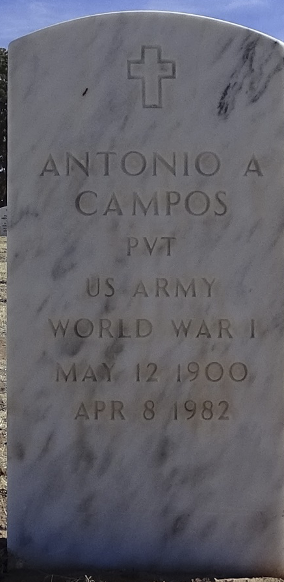 ANTONIO A
CAMPOS
PVT
US ARMY
WORLD WAR I
MAY 12 1900
APR 8 1982